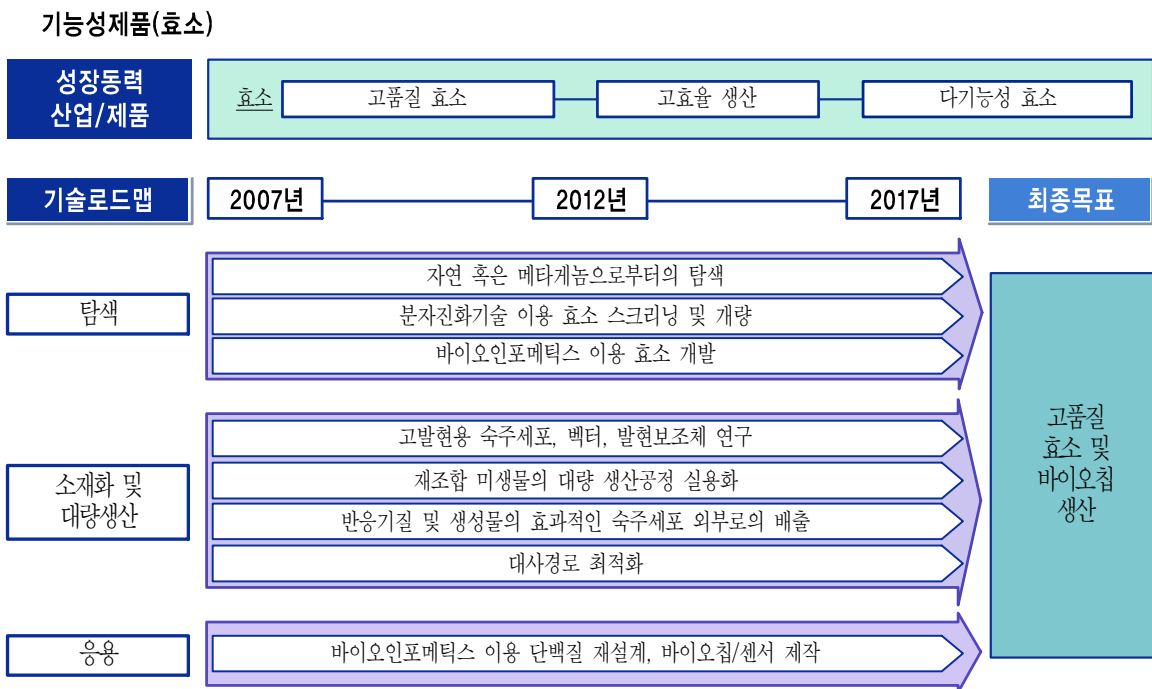 기능성제품(효소)
성장동력
산업/제품
효소
고품질 효소
고효율 생산
다기능성 효소
기술로드맵
2007년
2012년
2017년
최종목표
탐색
자연 혹은 메타게놈으로부터의 탐색
분자진화기술 이용 효소 스크리닝 및 개량
바이오인포메틱스 이용 효소 개발
소재화 및
대량생산
고발현용 숙주세포, 벡터, 발현보조체 연구
재조합 미생물의 대량 생산공정 실용화
반응기질 및 생성물의 효과적인 숙주세포 외부로의 배출
대사경로 최적화
고품질
효소 및
바이오칩
생산
응용
바이오인포메틱스 이용 단백질 재설계, 바이오칩/센서 제작